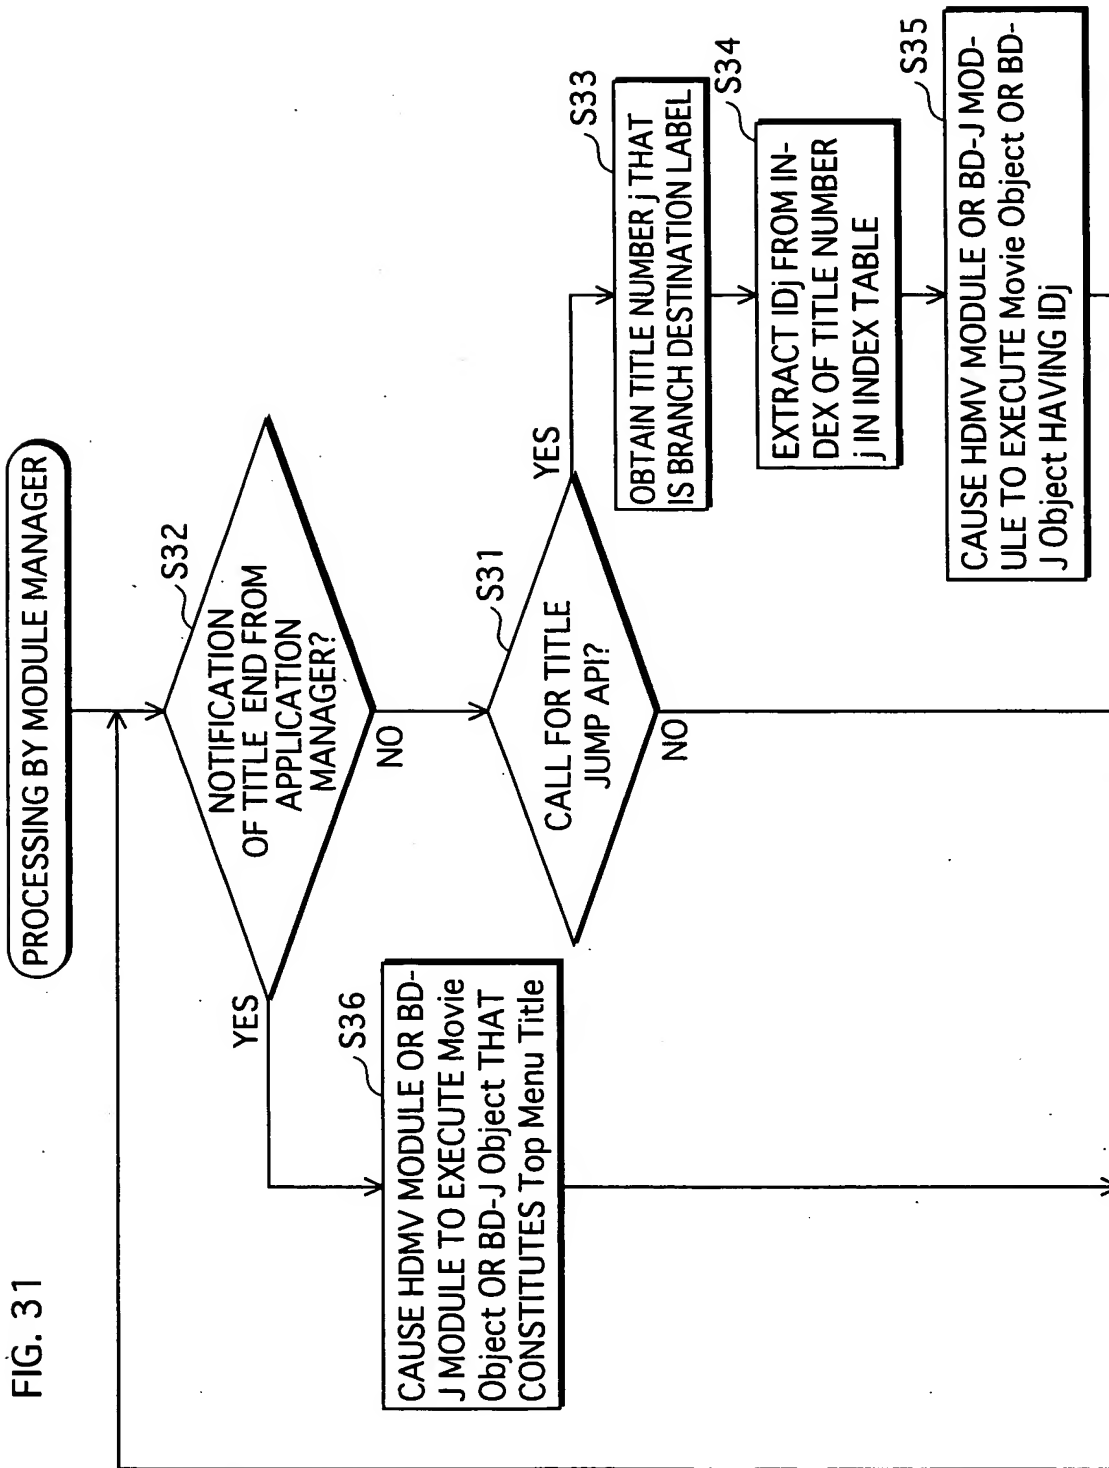 FIG. 31
PROCESSING BY MODULE MANAGER
S32
NOTIFICATION
OF TITLE END FROM
APPLICATION
MANAGER?
YES
NO
S36
CAUSE HDMV MODULE OR BD-
J MODULE TO EXECUTE Movie
Object OR BD-J Object THAT
CONSTITUTES Top Menu Title
S31
CALL FOR TITLE
JUMP API?
YES
NO
S33
OBTAIN TITLE NUMBER j THAT
IS BRANCH DESTINATION LABEL
S34
EXTRACT IDj FROM IN-
DEX OF TITLE NUMBER
j IN INDEX TABLE
S35
CAUSE HDMV MODULE OR BD-J MOD-
ULE TO EXECUTE Movie Object OR BD-
J Object HAVING IDj